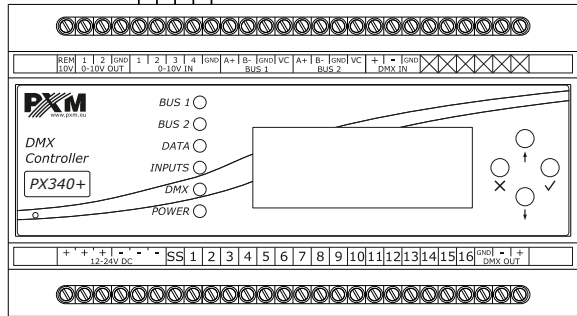 REM 1 2 GND 1 2 3 4 GND A+ B- GND VC A+ B- GND VC + - GND
10V 0-10V OUT 0-10V IN BUS 1 BUS 2 DMX IN
PXM
www.pxm.eu
DMX
Controller
PX340+
BUS 1
BUS 2
DATA
INPUTS
DMX
POWER
+ + + - - - SS 1 2 3 4 5 6 7 8 9 10 11 12 13 14 15 16 GND - +
12-24V DC DMX OUT